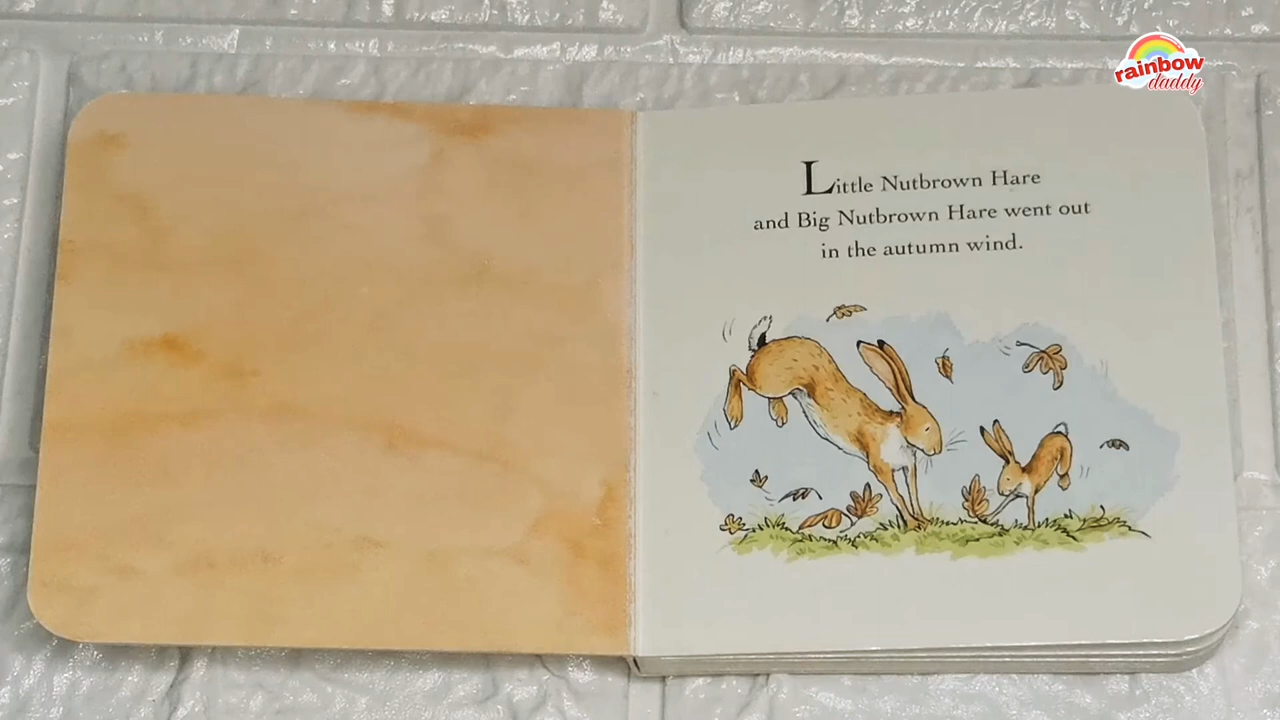 rainbow
daddy
Little Nutbrown Hare
and Big Nutbrown Hare went out
in the autumn wind.